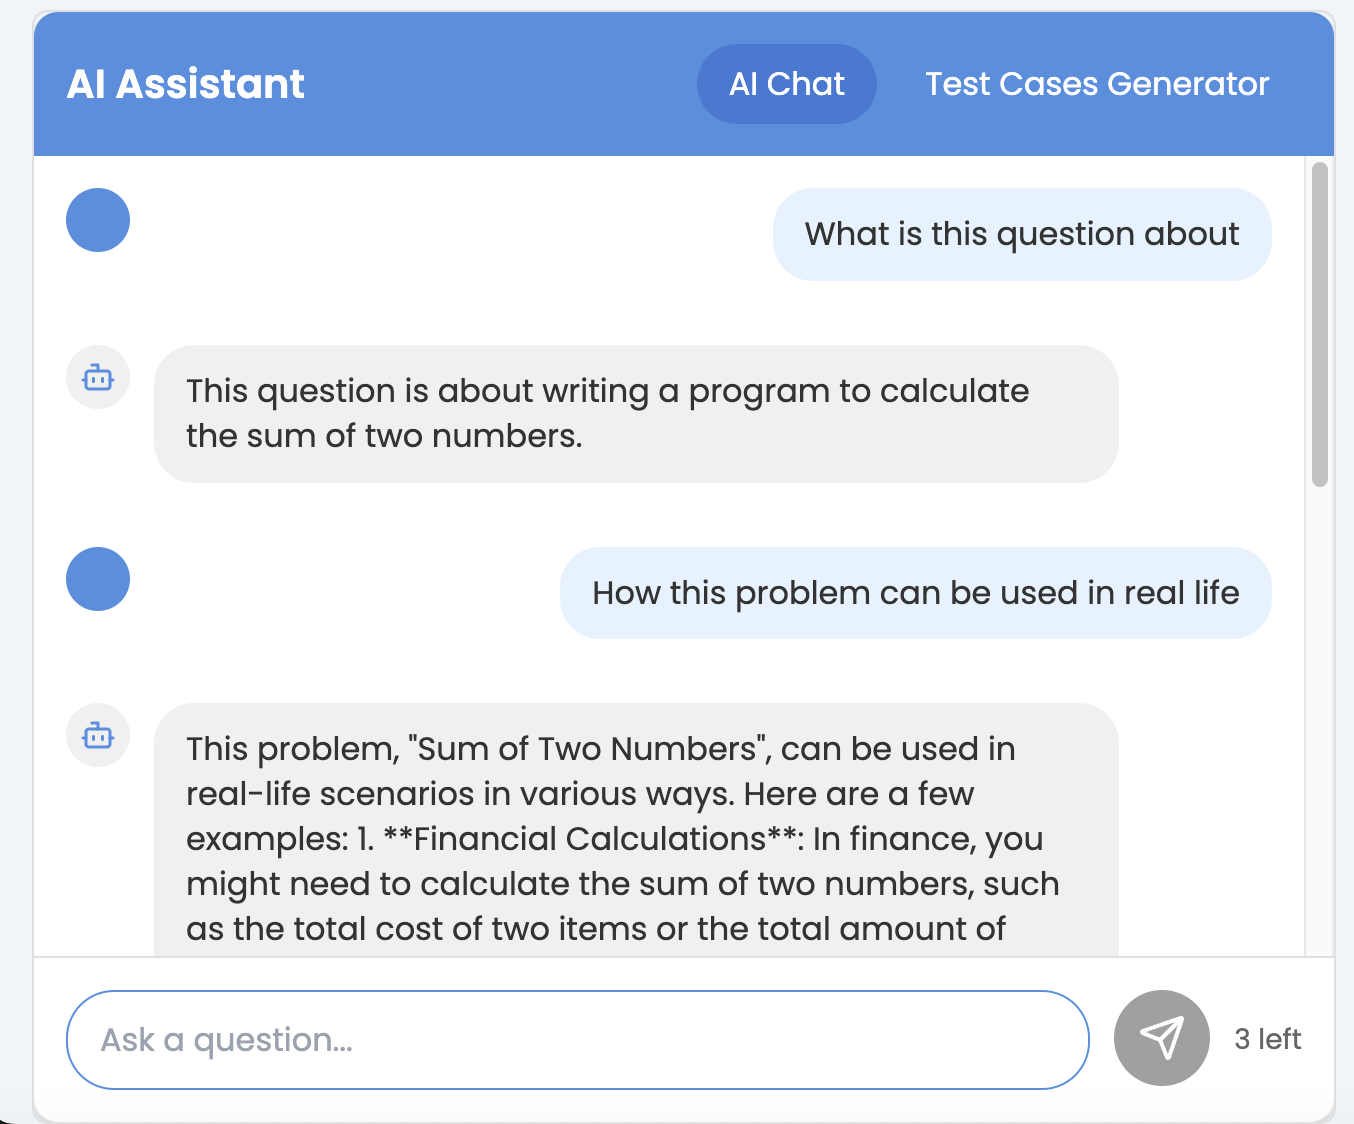 AI Assistant
AI Chat
Test Cases Generator
What is this question about
This question is about writing a program to calculate
the sum of two numbers.
How this problem can be used in real life
This problem, "Sum of Two Numbers", can be used in
real-life scenarios in various ways. Here are a few
examples: 1. **Financial Calculations**: In finance, you
might need to calculate the sum of two numbers, such
as the total cost of two items or the total amount of
Ask a question...
3 left